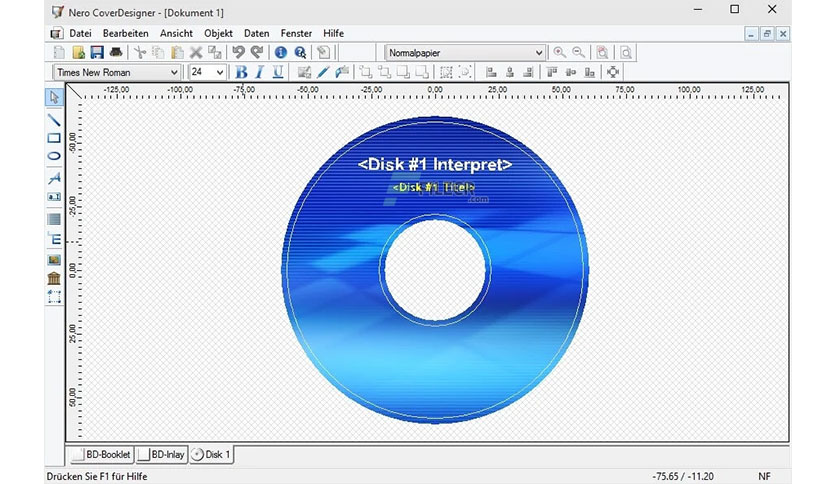 Nero CoverDesigner - [Dokument 1]
Datei Bearbeiten Ansicht Objekt Daten Fenster Hilfe
Normalpapier
Times New Roman 24 B I U
-125,00 -100,00 -75,00 -50,00 -25,00 0,00 25,00 50,00 75,00 100,00 125,00
-50,00
-25,00
0,00
25,00
50,00
<Disk #1 Interpret>
<Disk #1 Titel>
.com
BD-Booklet BD-Inlay Disk 1
Drücken Sie F1 für Hilfe -75.65 / -11.20 NF